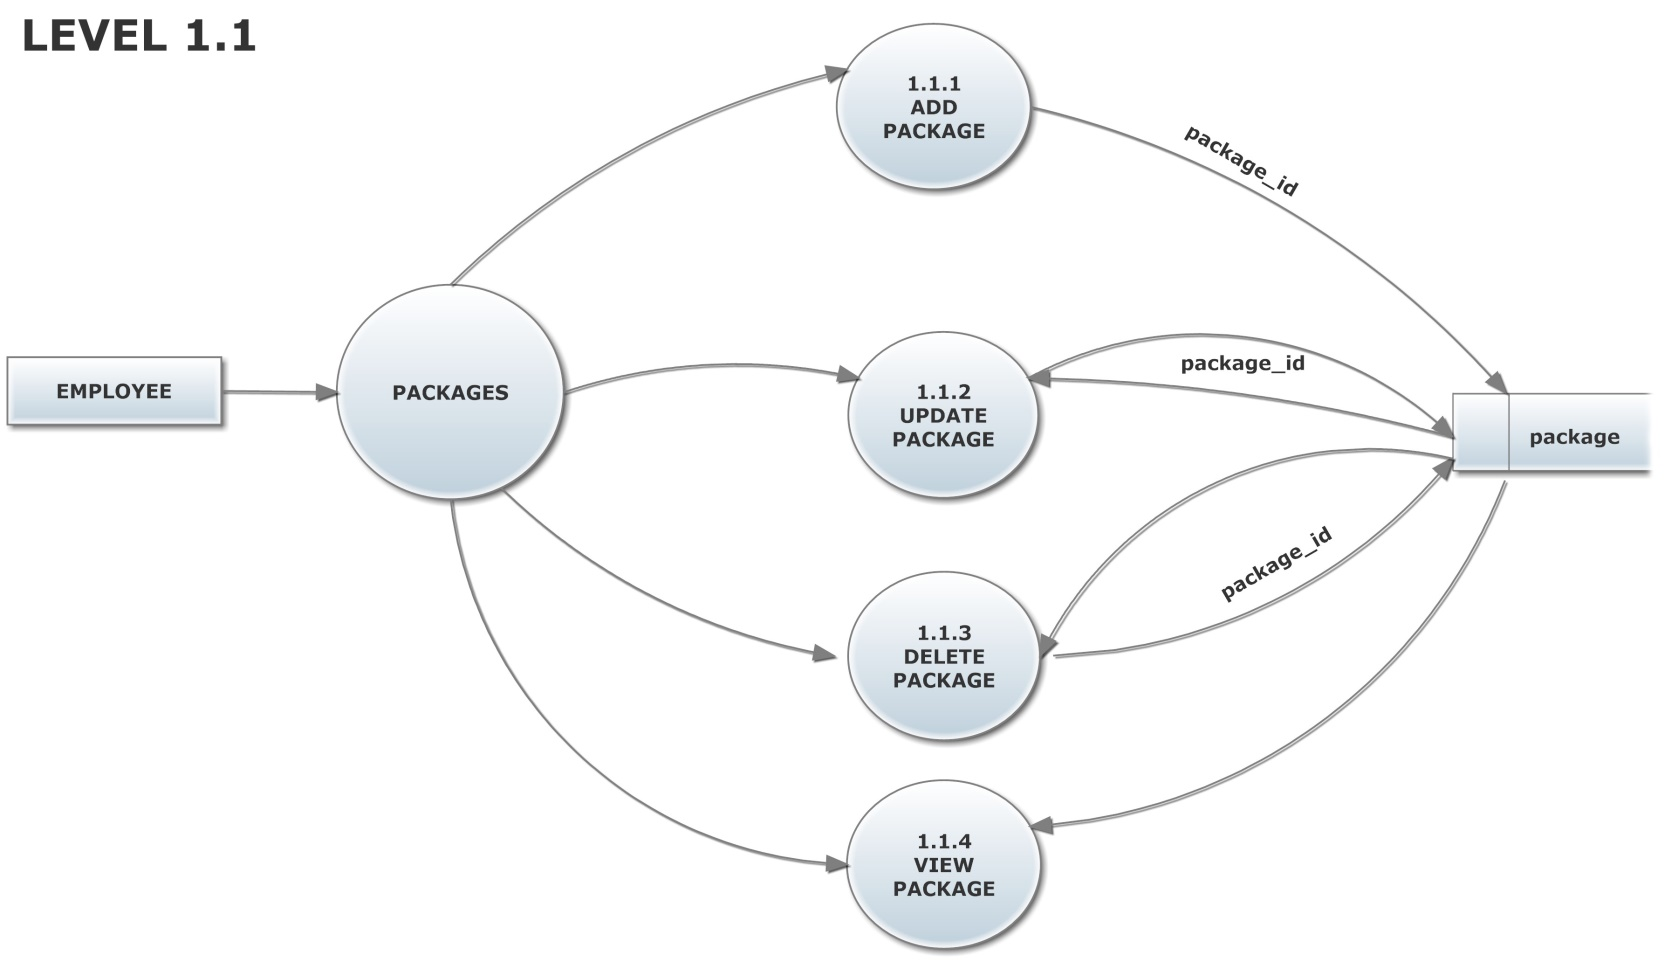 LEVEL 1.1
1.1.1
ADD
PACKAGE
package_id
EMPLOYEE
PACKAGES
1.1.2
UPDATE
PACKAGE
package_id
package
package_id
1.1.3
DELETE
PACKAGE
1.1.4
VIEW
PACKAGE